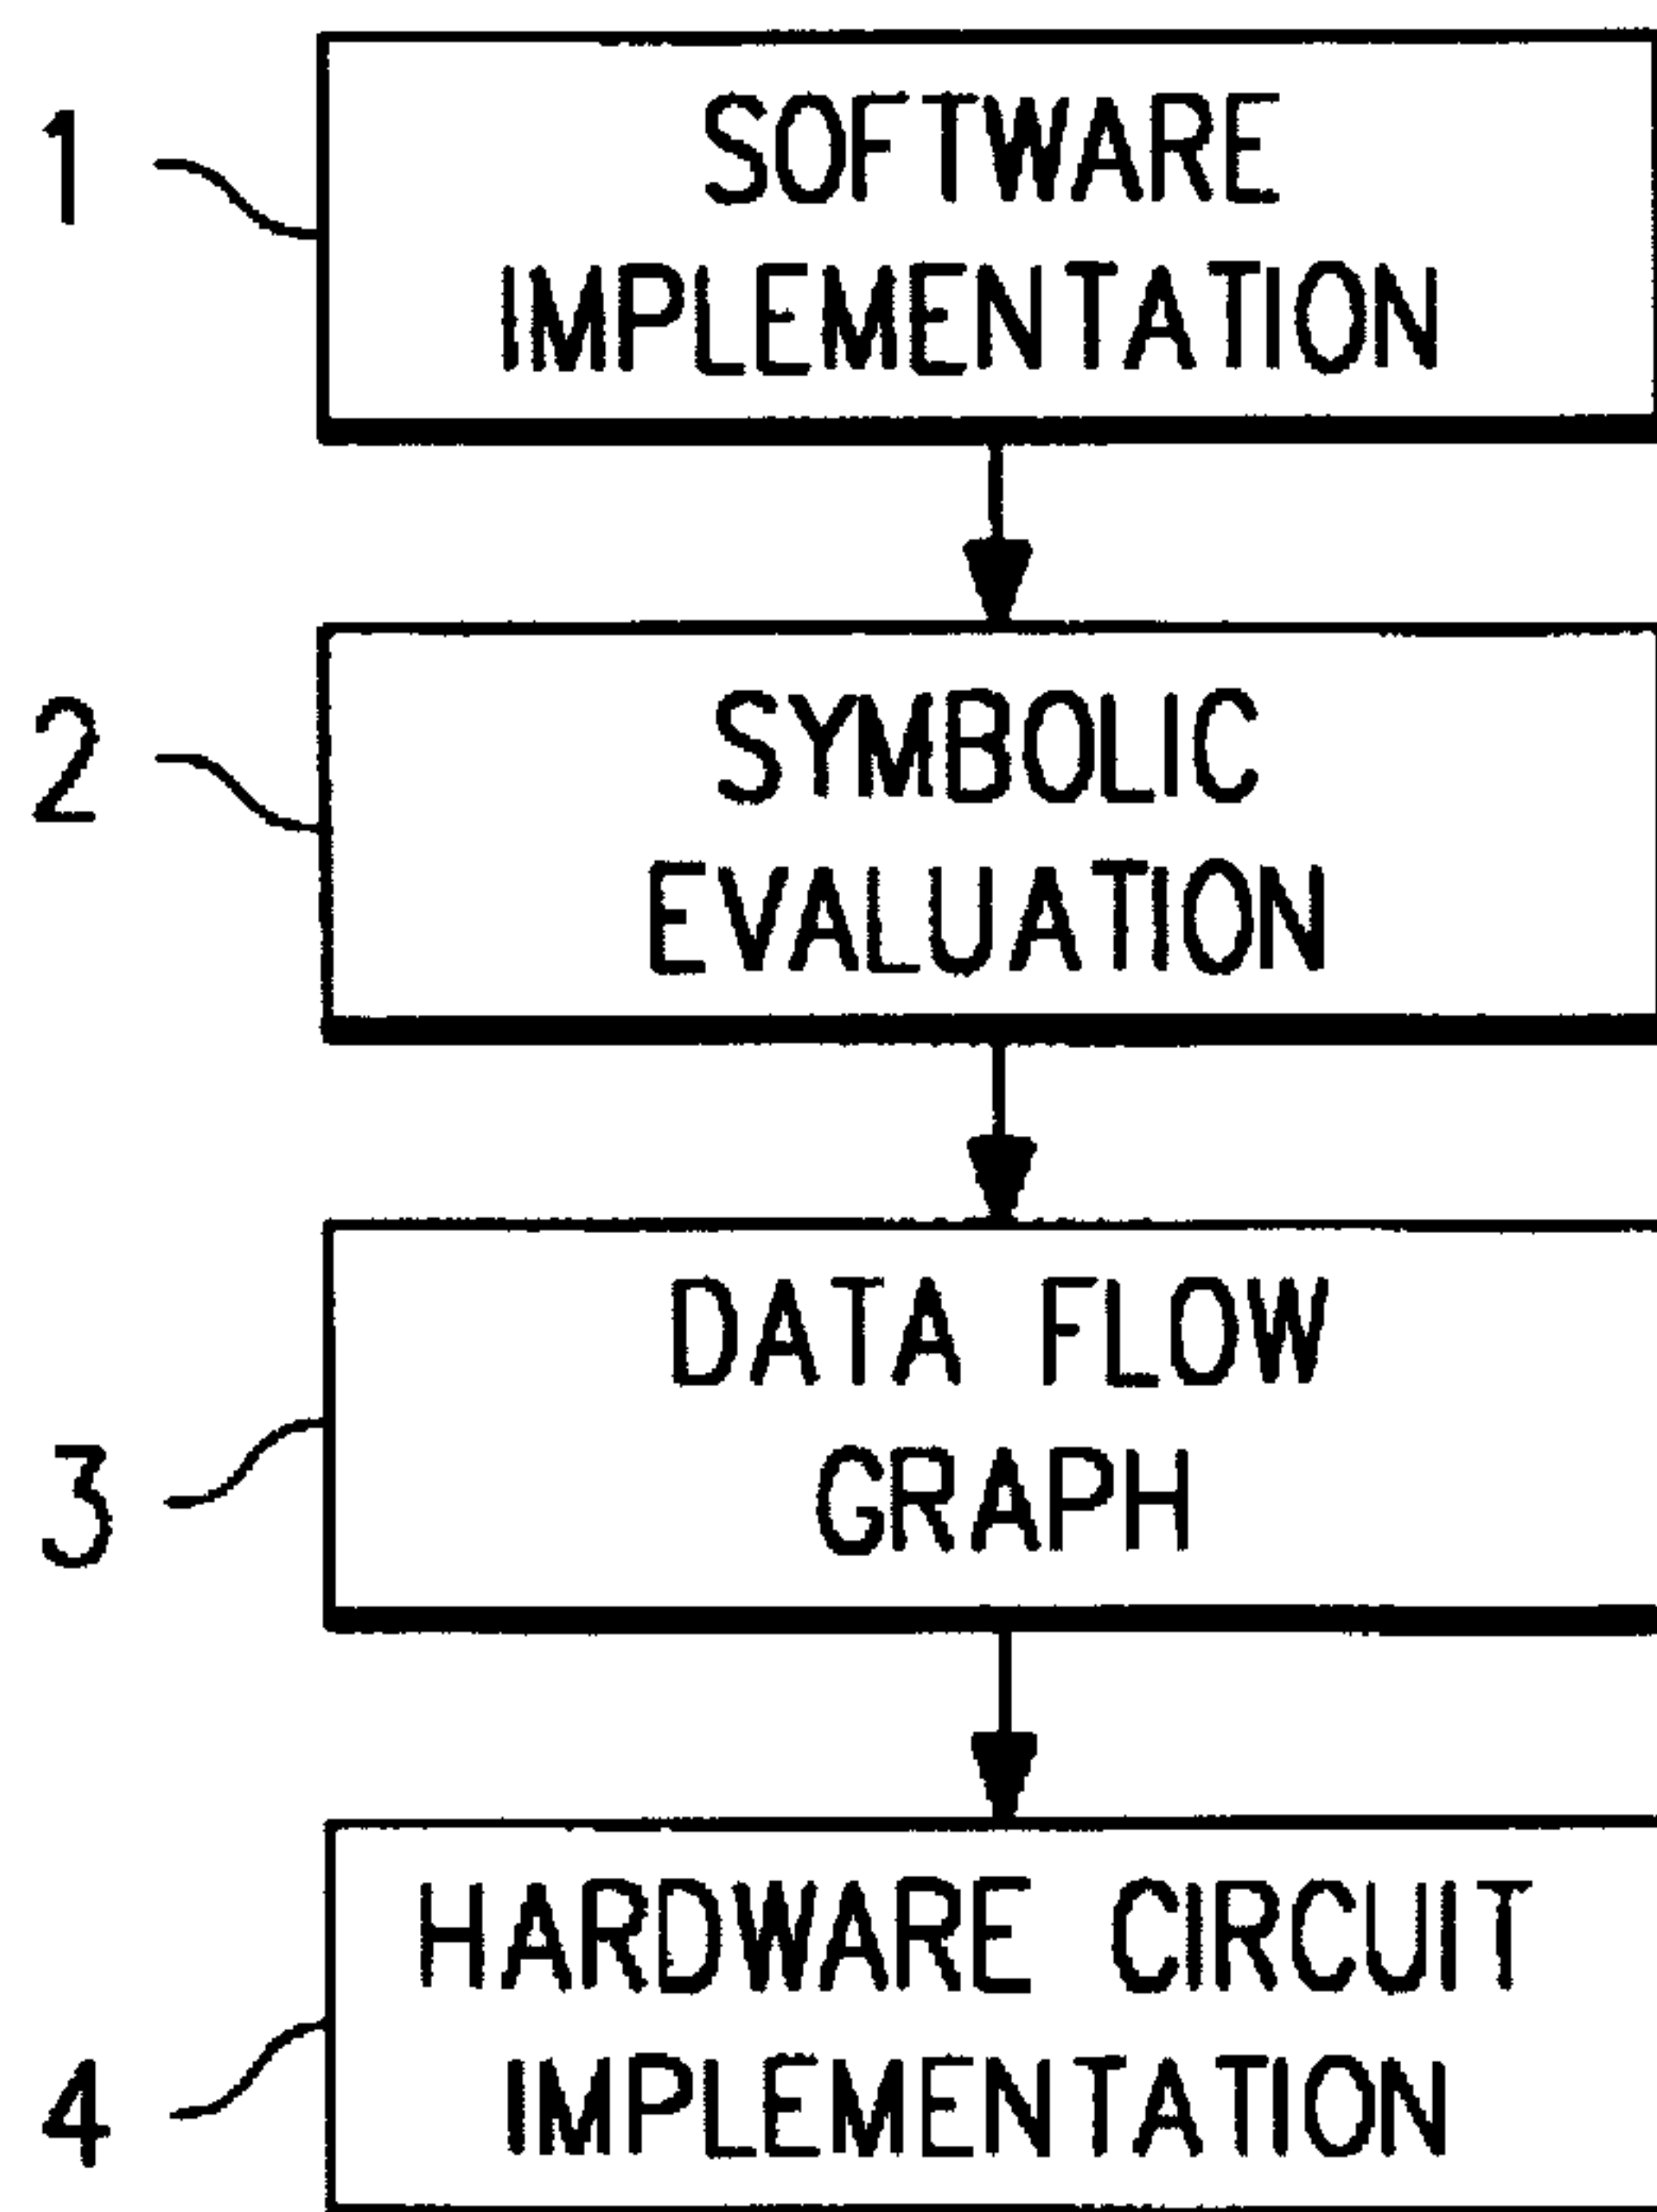 1
SOFTWARE
IMPLEMENTATION
2
SYMBOLIC
EVALUATION
3
DATA FLOW
GRAPH
4
HARDWARE CIRCUIT
IMPLEMENTATION